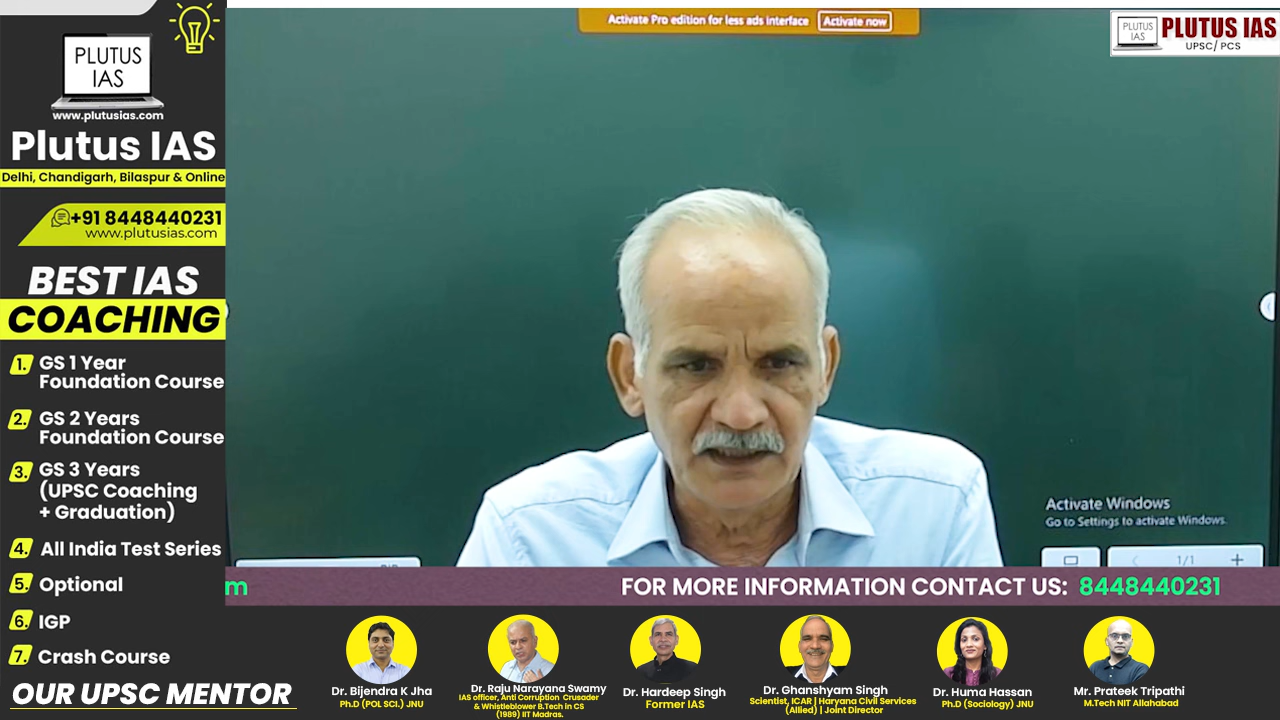 PLUTUS
IAS
www.plutusias.com
Plutus IAS
Delhi, Chandigarh, Bilaspur & Online
+91 8448440231
www.plutusias.com
BEST IAS
COACHING
1. GS 1 Year
Foundation Course
2. GS 2 Years
Foundation Course
3. GS 3 Years
(UPSC Coaching
+ Graduation)
4. All India Test Series
5. Optional
6. IGP
7. Crash Course
OUR UPSC MENTOR
Activate Pro edition for less ads interface Activate now
PLUTUS
IAS
PLUTUS IAS
UPSC/ PCS
Activate Windows
Go to Settings to activate Windows.
1/1
m FOR MORE INFORMATION CONTACT US: 8448440231
Dr. Bijendra K Jha
Ph.D (POL SCI.) JNU
Dr. Raju Narayana Swamy
IAS officer, Anti Corruption Crusader
& Whistleblower B.Tech in CS
(1989) IIT Madras.
Dr. Hardeep Singh
Former IAS
Dr. Ghanshyam Singh
Scientist, ICAR | Haryana Civil Services
(Allied) | Joint Director
Dr. Huma Hassan
Ph.D (Sociology) JNU
Mr. Prateek Tripathi
M.Tech NIT Allahabad